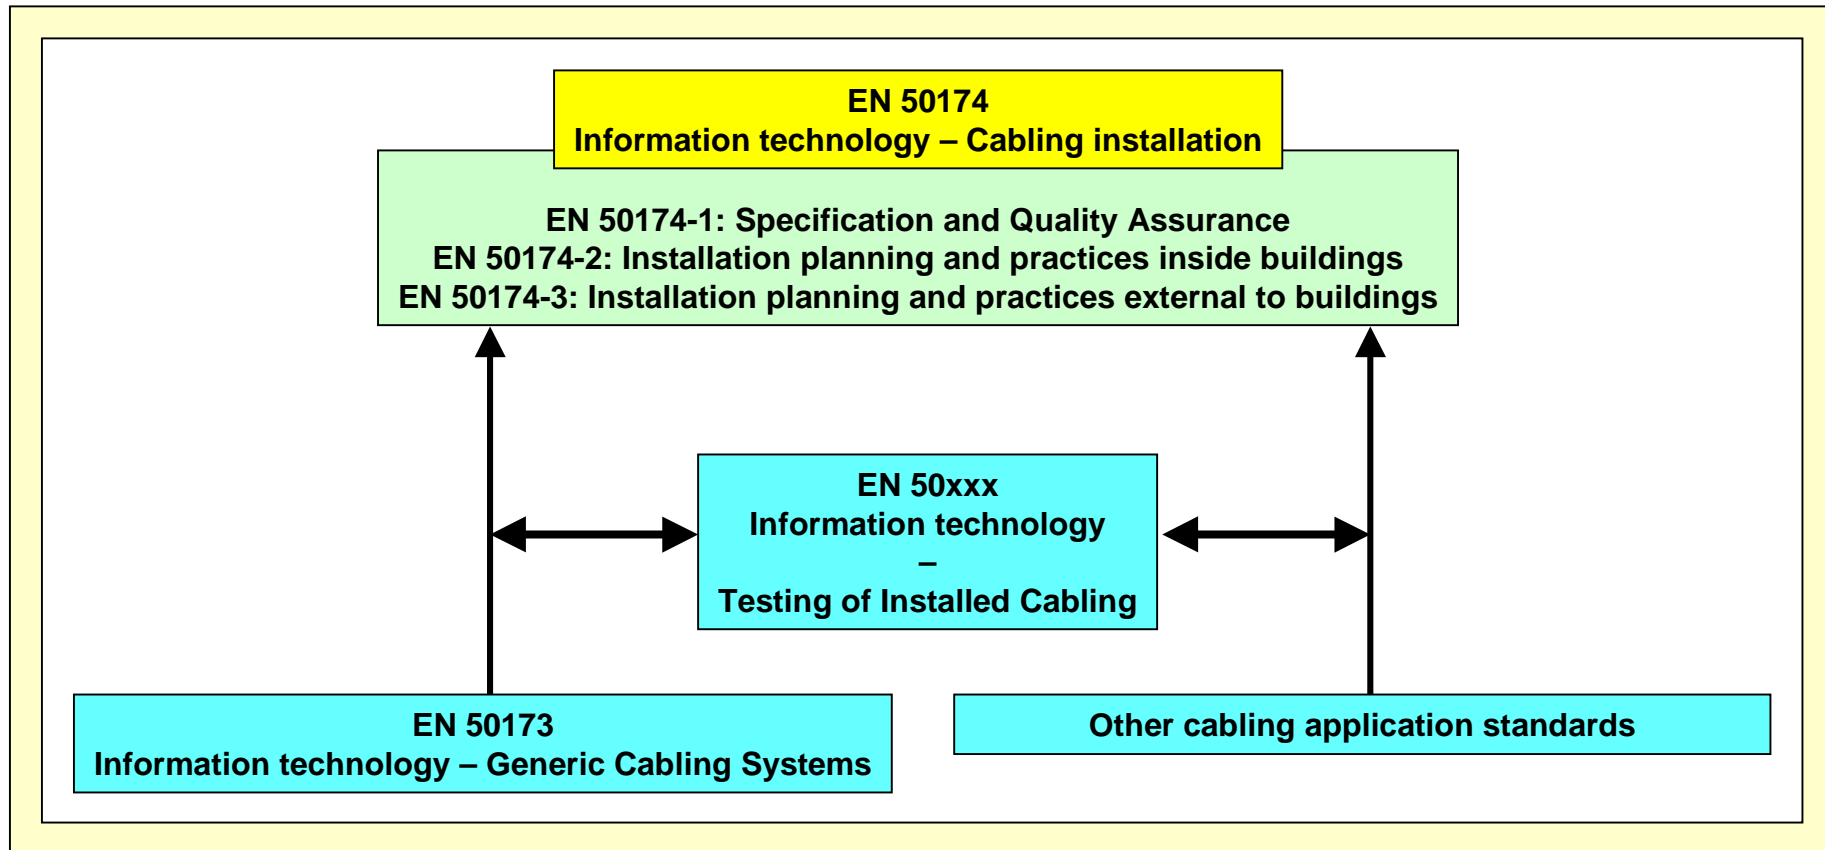 EN 50174
Information technology – Cabling installation
EN 50174-1: Specification and Quality Assurance
EN 50174-2: Installation planning and practices inside buildings
EN 50174-3: Installation planning and practices external to buildings
EN 50xxx
Information technology
–
Testing of Installed Cabling
EN 50173
Information technology – Generic Cabling Systems
Other cabling application standards